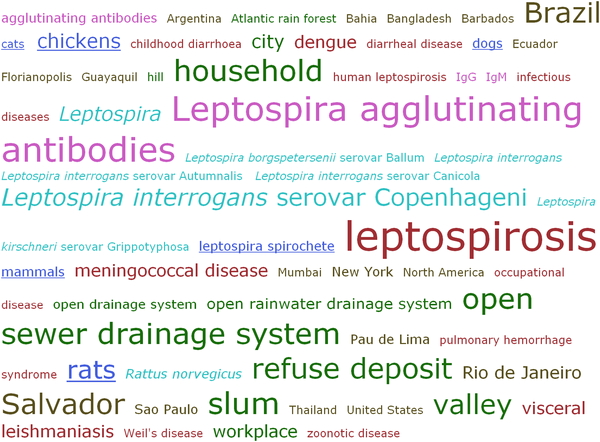 agglutinating antibodies Argentina Atlantic rain forest Bahia Bangladesh Barbados Brazil
cats chickens childhood diarrhoea city dengue diarrheal disease dogs Ecuador
Florianopolis Guayaquil hill household human leptospirosis IgG IgM infectious
diseases Leptospira Leptospira agglutinating
antibodies Leptospira borgspetersenii serovar Ballum Leptospira interrogans
Leptospira interrogans serovar Autumnalis Leptospira interrogans serovar Canicola
Leptospira interrogans serovar Copenhageni Leptospira
kirschneri serovar Grippotyphosa leptospira spirochete leptospirosis
mammals meningococcal disease Mumbai New York North America occupational
disease open drainage system open rainwater drainage system open
sewer drainage system Pau de Lima pulmonary hemorrhage
syndrome rats Rattus norvegicus refuse deposit Rio de Janeiro
Salvador Sao Paulo slum Thailand United States valley visceral
leishmaniasis Weil's disease workplace zoonotic disease